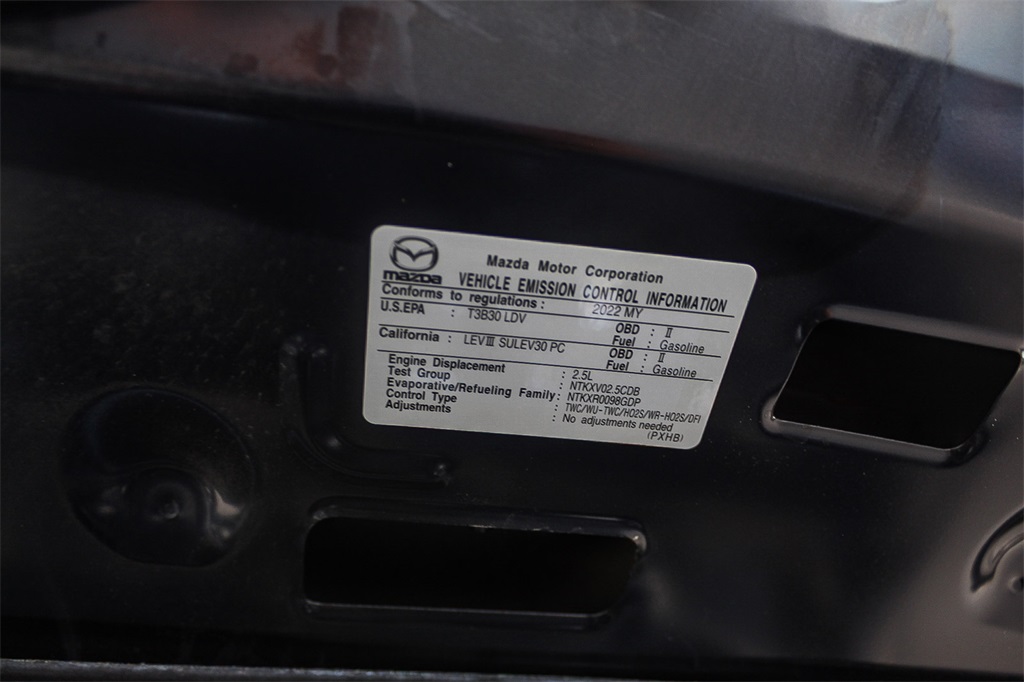 mazda
Mazda Motor Corporation
VEHICLE EMISSION CONTROL INFORMATION
Conforms to regulations : 2022 MY
U.S.EPA : T3B30 LDV OBD : II
Fuel : Gasoline
California : LEVIII SULEV30 PC OBD : II
Fuel : Gasoline
Engine Displacement : 2.5L
Test Group : NTKXV02.5CDB
Evaporative/Refueling Family : NTKXR0098GDP
Control Type : TWC/WU-TWC/HO2S/WR-HO2S/DFI
Adjustments : No adjustments needed
(PXHB)